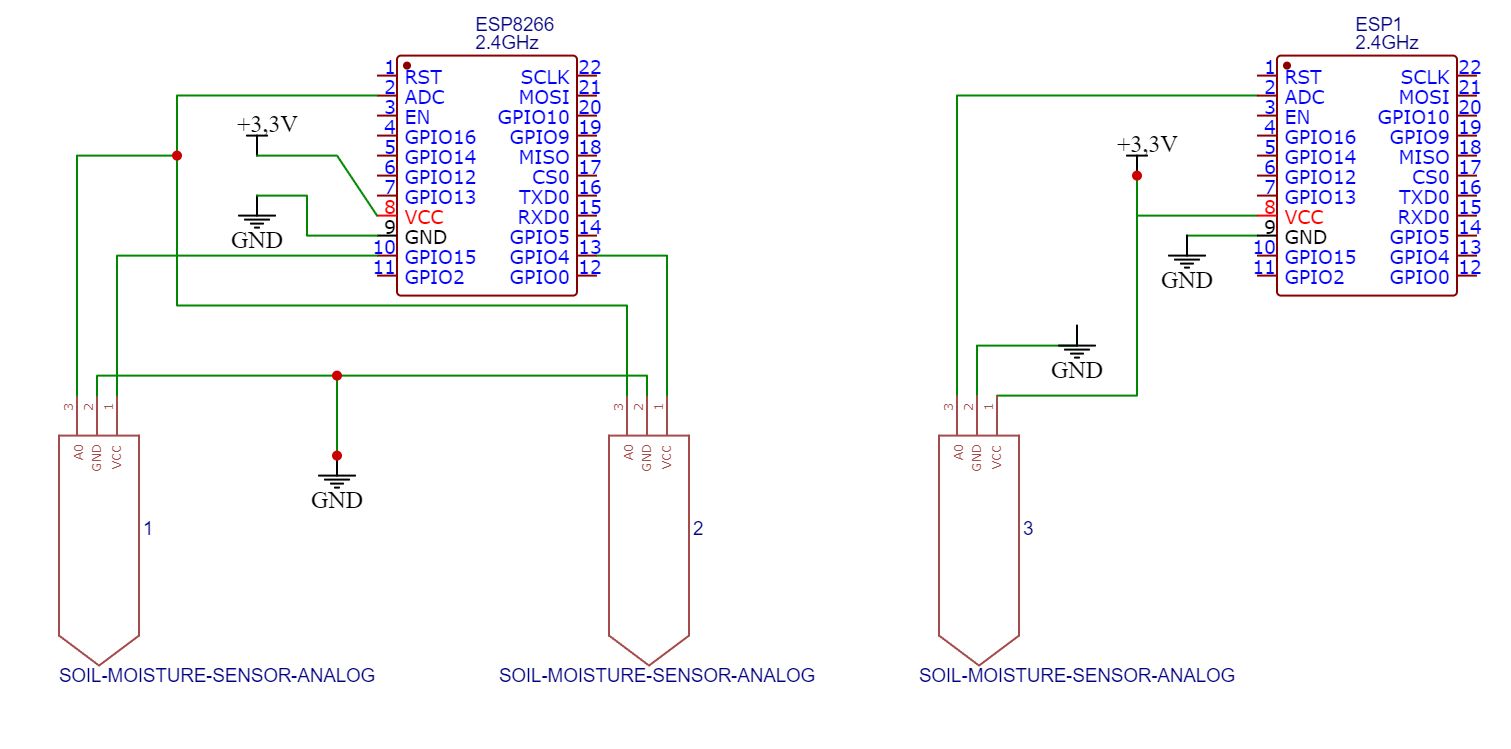 ESP8266
2.4GHz
1 RST SCLK 22
2 ADC MOSI 21
3 EN GPIO10 20
4 GPIO16 GPIO9 19
5 GPIO14 MISO 18
6 GPIO12 CS0 17
7 GPIO13 TXD0 16
8 VCC RXD0 15
9 GND GPIO5 14
10 GPIO15 GPIO4 13
11 GPIO2 GPIO0 12
+3,3V
GND
GND
3 2 1
A0 GND VCC
1
SOIL-MOISTURE-SENSOR-ANALOG
3 2 1
A0 GND VCC
2
SOIL-MOISTURE-SENSOR-ANALOG
ESP1
2.4GHz
1 RST SCLK 22
2 ADC MOSI 21
3 EN GPIO10 20
4 GPIO16 GPIO9 19
5 GPIO14 MISO 18
6 GPIO12 CS0 17
7 GPIO13 TXD0 16
8 VCC RXD0 15
9 GND GPIO5 14
10 GPIO15 GPIO4 13
11 GPIO2 GPIO0 12
+3,3V
GND
GND
3 2 1
A0 GND VCC
3
SOIL-MOISTURE-SENSOR-ANALOG